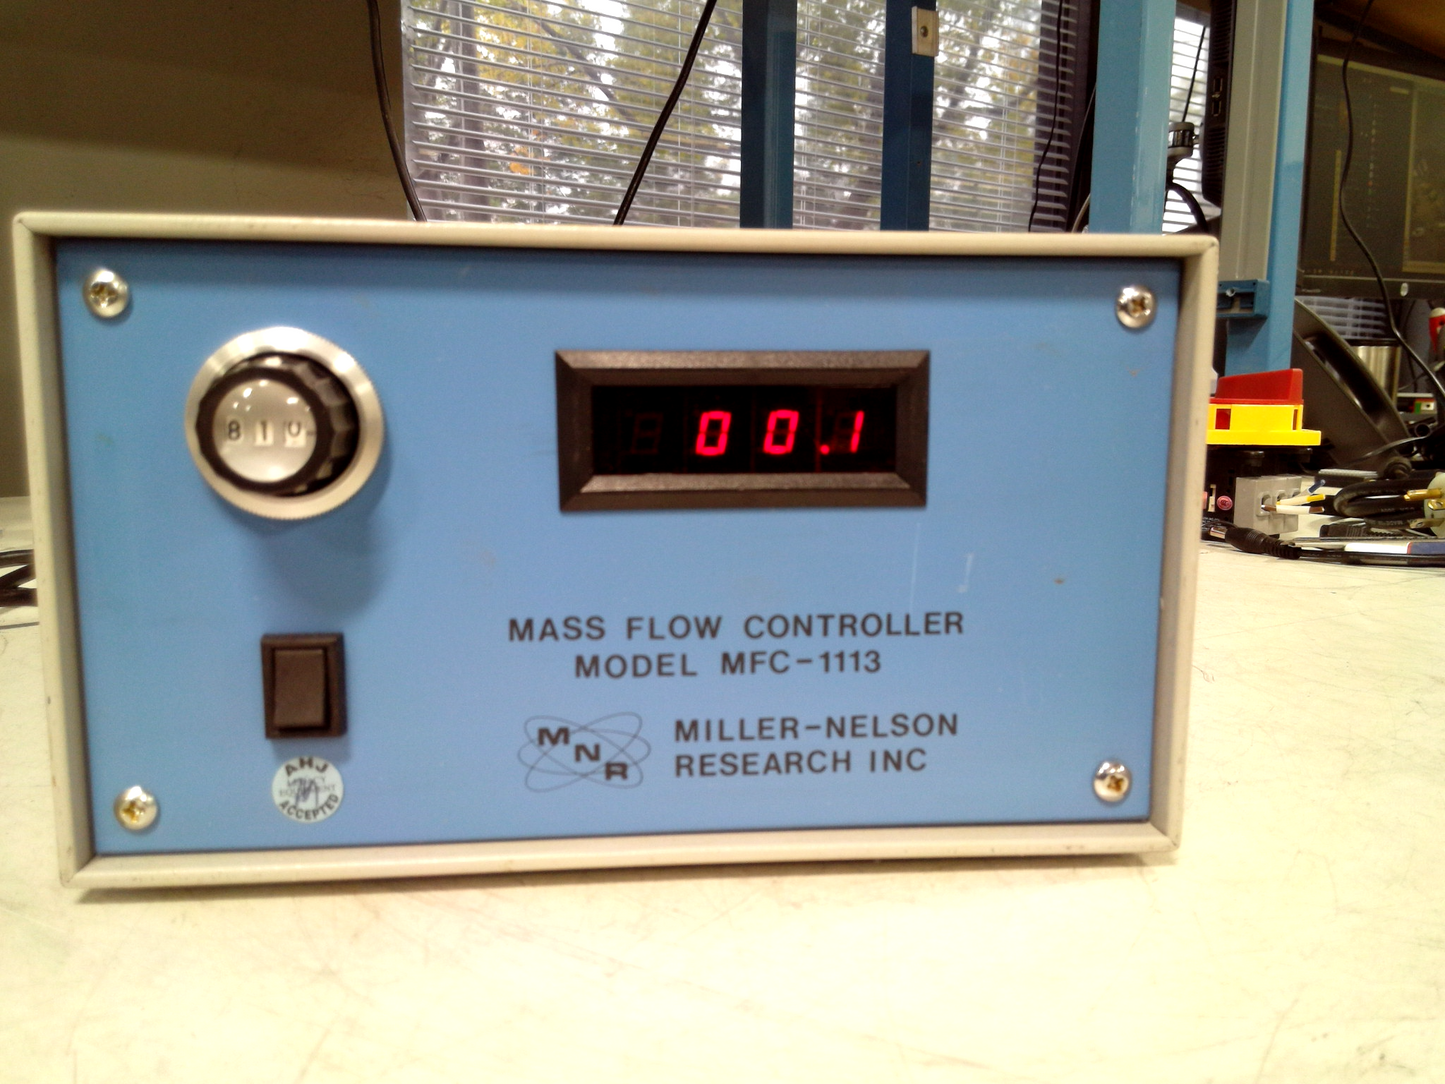 810
00.1
MASS FLOW CONTROLLER
MODEL MFC-1113
MNR
MILLER-NELSON
RESEARCH INC
AHJ
ACCEPTED